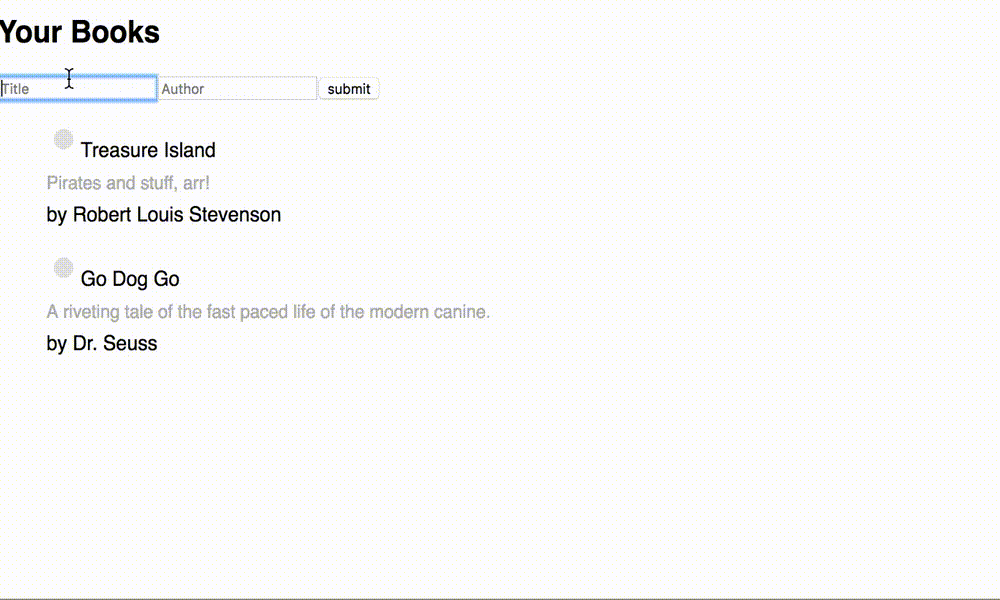 Your Books
Title Author submit
Treasure Island
Pirates and stuff, arr!
by Robert Louis Stevenson
Go Dog Go
A riveting tale of the fast paced life of the modern canine.
by Dr. Seuss